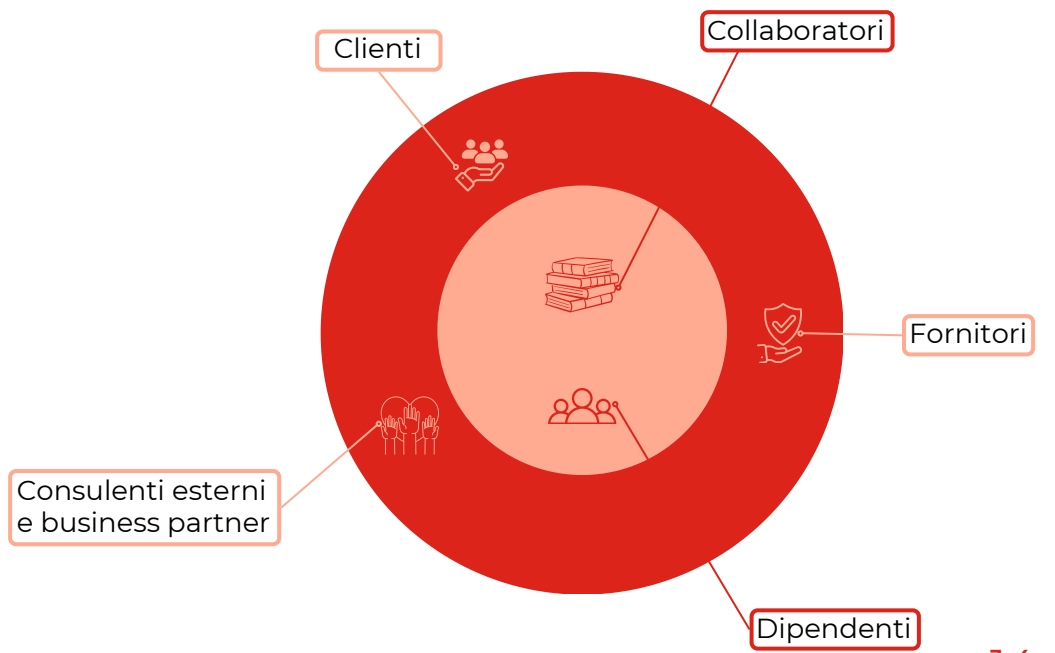 Collaboratori
Clienti
Fornitori
Consulenti esterni
e business partner
Dipendenti